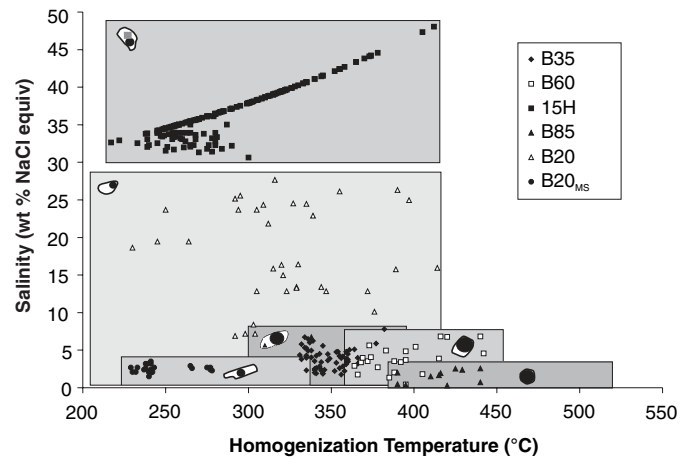 50
45
40
35
30
25
20
15
10
5
0
Salinity (wt % NaCl equiv)
B35
B60
15H
B85
B20
B20MS
200 250 300 350 400 450 500 550
Homogenization Temperature (°C)